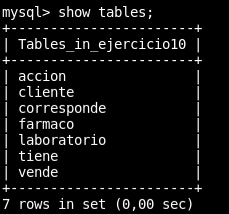 mysql> show tables;
+-----------------------+
| Tables_in_ejercicio10 |
+-----------------------+
| accion                |
| cliente               |
| corresponde           |
| farmaco               |
| laboratorio           |
| tiene                 |
| vende                 |
+-----------------------+
7 rows in set (0,00 sec)